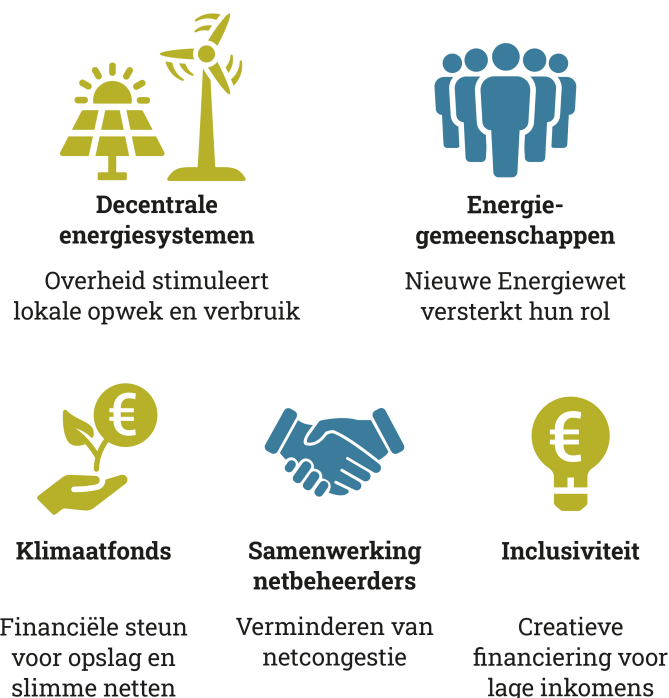 Decentrale
energiesystemen
Overheid stimuleert
lokale opwek en verbruik
Energie-
gemeenschappen
Nieuwe Energiewet
versterkt hun rol
€
Klimaatfonds
Financiële steun
voor opslag en
slimme netten
Samenwerking
netbeheerders
Verminderen van
netcongestie
€
Inclusiviteit
Creatieve
financiering voor
lage inkomens